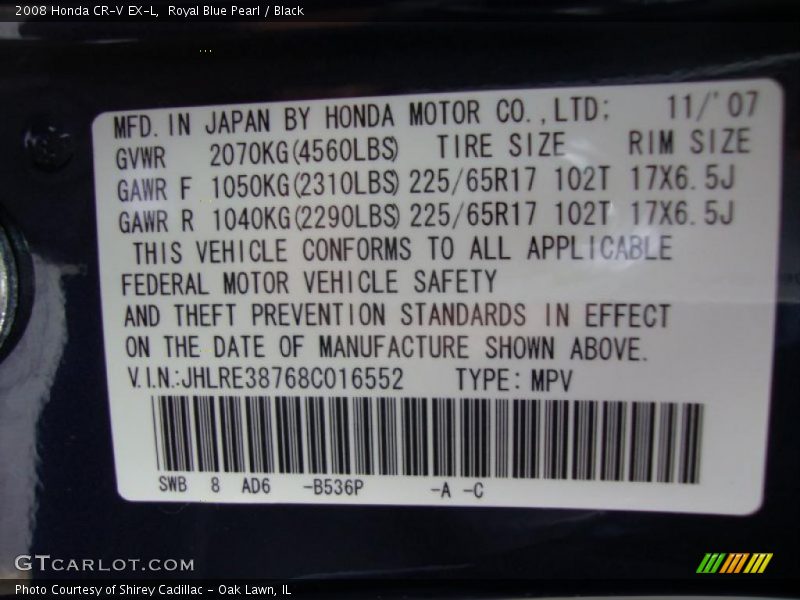 2008 Honda CR-V EX-L,  Royal Blue Pearl / Black
MFD. IN JAPAN BY HONDA MOTOR CO.,LTD; 11/'07
GVWR 2070KG(4560LBS) TIRE SIZE RIM SIZE
GAWR F 1050KG(2310LBS) 225/65R17 102T 17X6.5J
GAWR R 1040KG(2290LBS) 225/65R17 102T 17X6.5J
THIS VEHICLE CONFORMS TO ALL APPLICABLE
FEDERAL MOTOR VEHICLE SAFETY
AND THEFT PREVENTION STANDARDS IN EFFECT
ON THE DATE OF MANUFACTURE SHOWN ABOVE.
V.I.N.:JHLRE38768C016552 TYPE: MPV
SWB 8 AD6 -B536P -A -C
GTCARLOT.COM
Photo Courtesy of Shirey Cadillac - Oak Lawn, IL